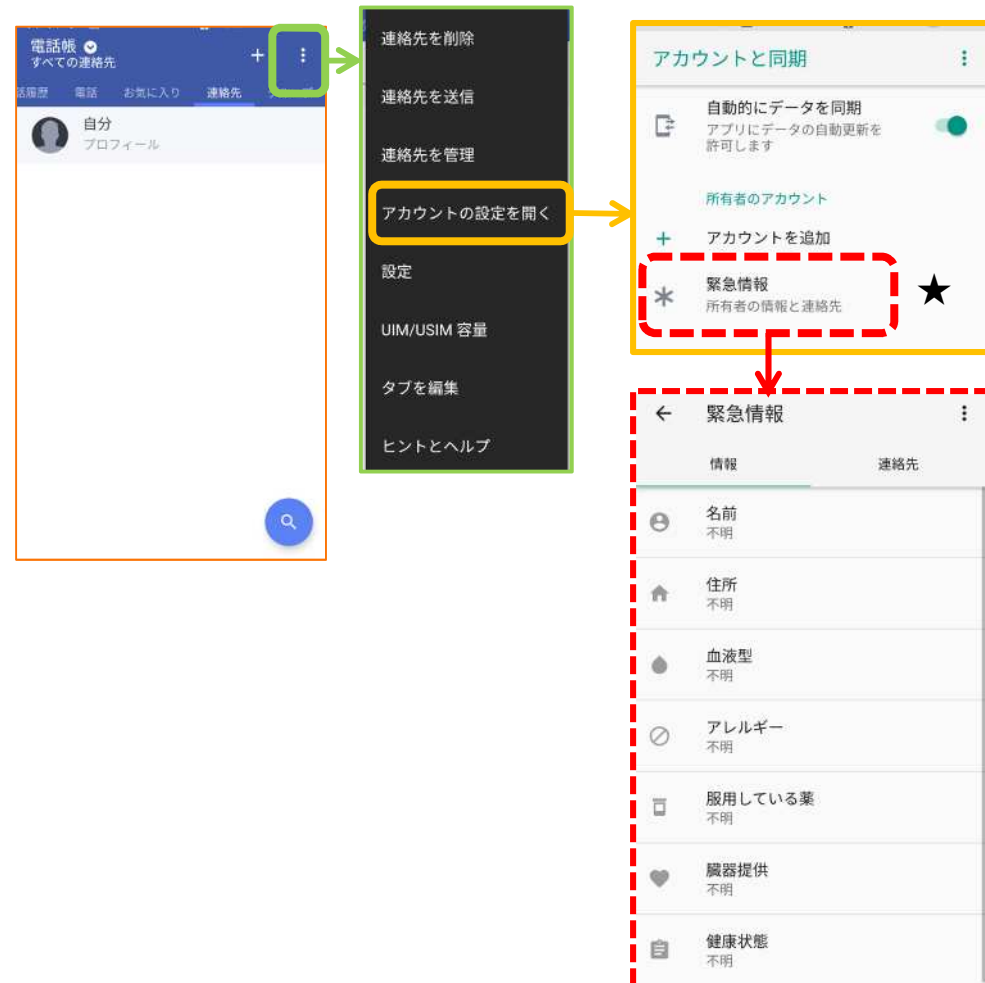 電話帳
すべての連絡先
話履歴 電話 お気に入り 連絡先
自分
プロフィール
連絡先を削除
連絡先を送信
連絡先を管理
アカウントの設定を開く
設定
UIM/USIM 容量
タブを編集
ヒントとヘルプ
アカウントと同期
自動的にデータを同期
アプリにデータの自動更新を
許可します
所有者のアカウント
アカウントを追加
緊急情報
所有者の情報と連絡先
★
緊急情報
情報 連絡先
名前
不明
住所
不明
血液型
不明
アレルギー
不明
服用している薬
不明
臓器提供
不明
健康状態
不明